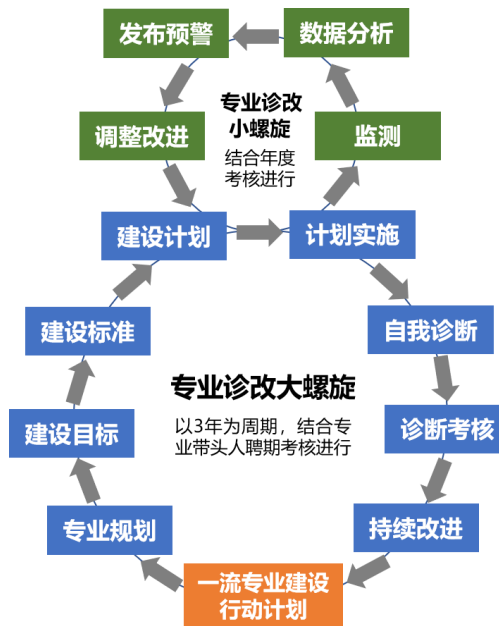 发布预警
数据分析
调整改进
专业诊改
小螺旋
结合年度
考核进行
监测
建设计划
计划实施
建设标准
自我诊断
专业诊改大螺旋
以3年为周期，结合专
业带头人聘期考核进行
建设目标
诊断考核
专业规划
持续改进
一流专业建设
行动计划